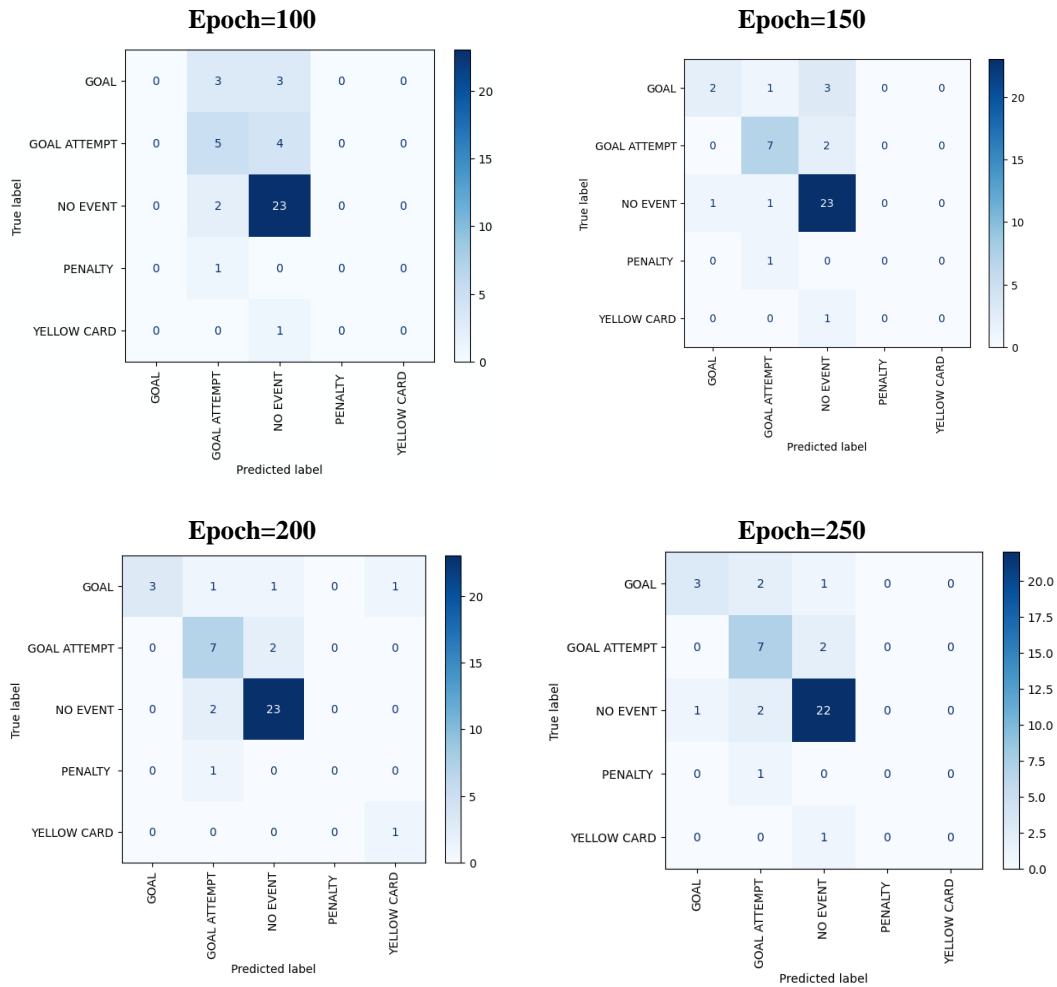 Epoch=100
True label
GOAL 0 3 3 0 0
GOAL ATTEMPT 0 5 4 0 0
NO EVENT 0 2 23 0 0
PENALTY 0 1 0 0 0
YELLOW CARD 0 0 1 0 0
GOAL GOAL ATTEMPT NO EVENT PENALTY YELLOW CARD
Predicted label
20
15
10
5
0
Epoch=150
True label
GOAL 2 1 3 0 0
GOAL ATTEMPT 0 7 2 0 0
NO EVENT 1 1 23 0 0
PENALTY 0 1 0 0 0
YELLOW CARD 0 0 1 0 0
GOAL GOAL ATTEMPT NO EVENT PENALTY YELLOW CARD
Predicted label
20
15
10
5
0
Epoch=200
True label
GOAL 3 1 1 0 1
GOAL ATTEMPT 0 7 2 0 0
NO EVENT 0 2 23 0 0
PENALTY 0 1 0 0 0
YELLOW CARD 0 0 0 0 1
GOAL GOAL ATTEMPT NO EVENT PENALTY YELLOW CARD
Predicted label
20
15
10
5
0
Epoch=250
True label
GOAL 3 2 1 0 0
GOAL ATTEMPT 0 7 2 0 0
NO EVENT 1 2 22 0 0
PENALTY 0 1 0 0 0
YELLOW CARD 0 0 1 0 0
GOAL GOAL ATTEMPT NO EVENT PENALTY YELLOW CARD
Predicted label
20.0
17.5
15.0
12.5
10.0
7.5
5.0
2.5
0.0